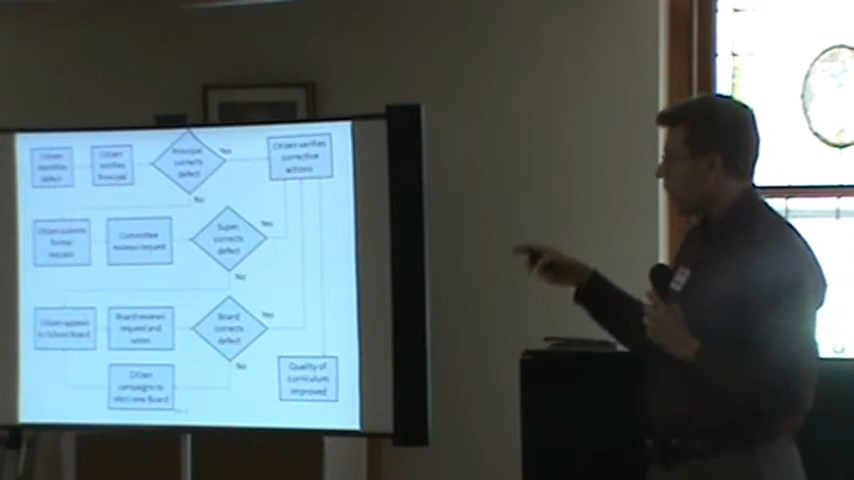 Citizen
identifies
defect
Citizen
notifies
Principal
Principal
corrects
defect
Yes
Citizen verifies
corrective
actions
No
Citizen submits
formal
request
Committee
reviews request
Super.
corrects
defect
Yes
No
Citizen appeals
to School Board
Board reviews
request and
votes
Board
corrects
defect
Yes
No
Citizen
campaigns to
elect new Board
Quality of
curriculum
improved